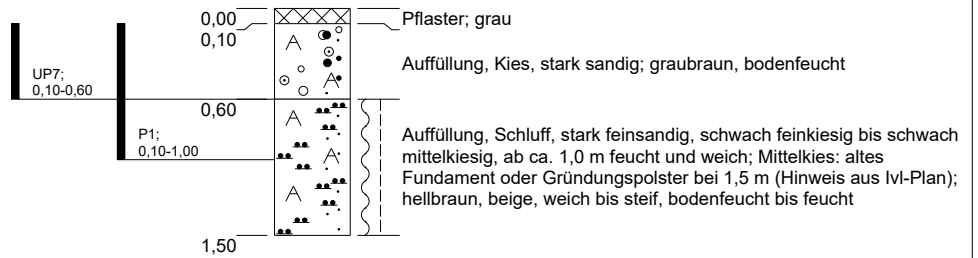 0,00
Pflaster; grau
0,10
A
Auffüllung, Kies, stark sandig; graubraun, bodenfeucht
UP7;
0,10-0,60
A
0,60
A
P1;
0,10-1,00
Auffüllung, Schluff, stark feinsandig, schwach feinkiesig bis schwach
mittelkiesig, ab ca. 1,0 m feucht und weich; Mittelkies: altes
Fundament oder Gründungspolster bei 1,5 m (Hinweis aus lvl-Plan);
hellbraun, beige, weich bis steif, bodenfeucht bis feucht
A
A
1,50